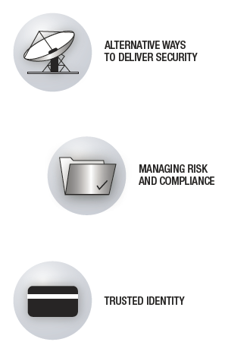 ALTERNATIVE WAYS
TO DELIVER SECURITY
MANAGING RISK
AND COMPLIANCE
TRUSTED IDENTITY